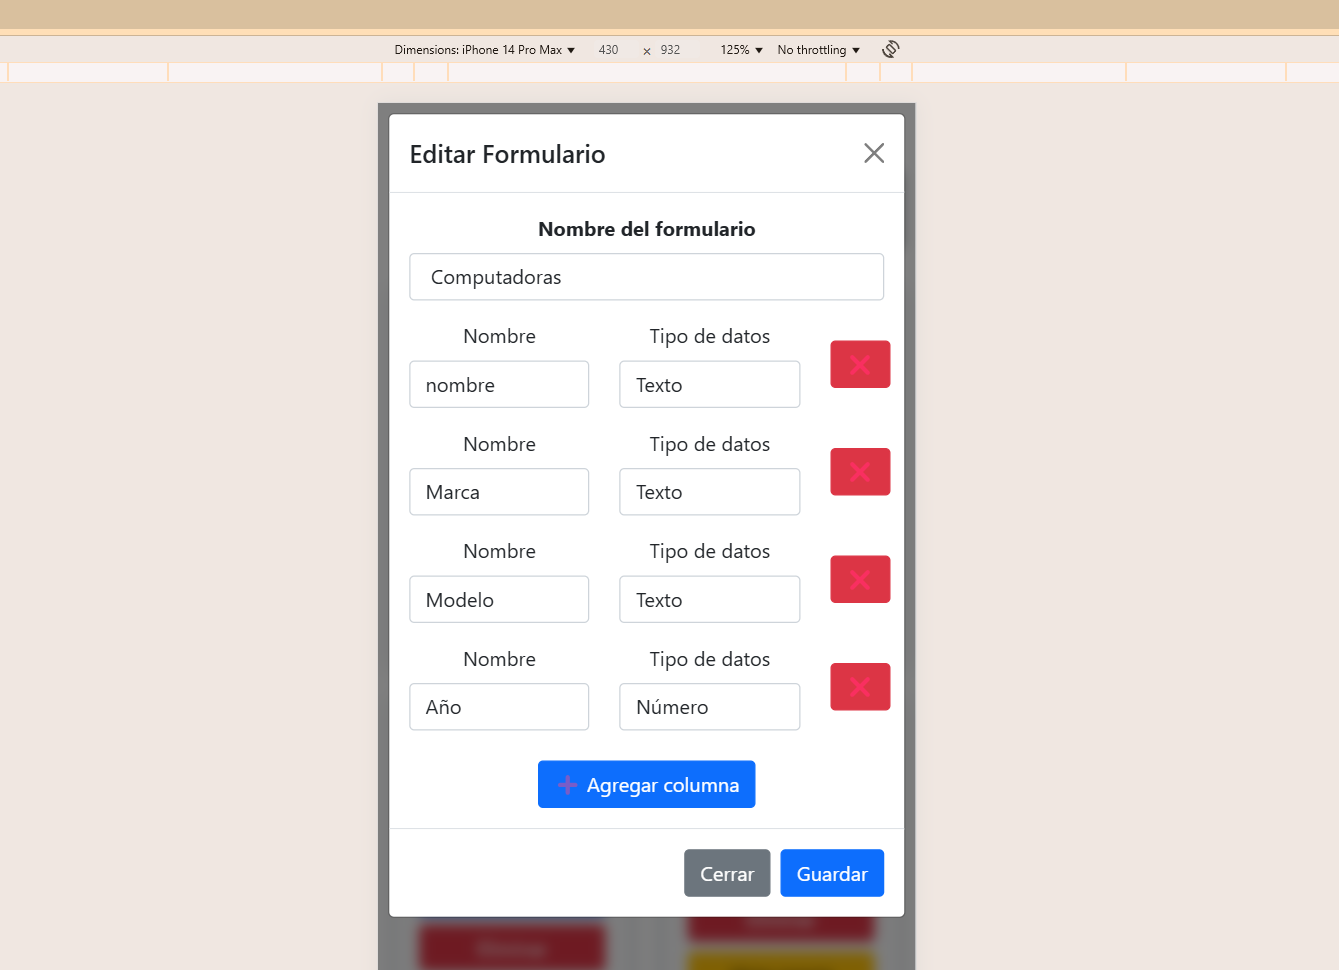 Dimensions: iPhone 14 Pro Max ▼ 430 × 932 125% ▼ No throttling ▼
Editar Formulario
Nombre del formulario
Computadoras
Nombre Tipo de datos
nombre Texto
Nombre Tipo de datos
Marca Texto
Nombre Tipo de datos
Modelo Texto
Nombre Tipo de datos
Año Número
Agregar columna
Cerrar Guardar